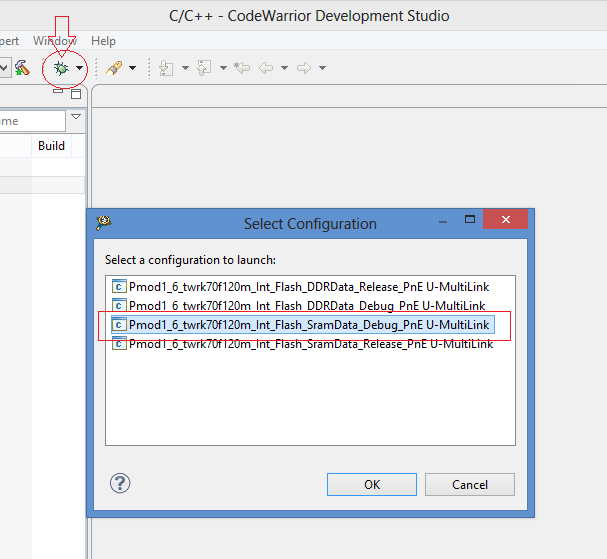 C/C++ - CodeWarrior Development Studio
pert Window Help
me
Build
Select Configuration
Select a configuration to launch:
Pmod1_6_twrk70f120m_Int_Flash_DDRData_Release_PnE U-MultiLink
Pmod1_6_twrk70f120m_Int_Flash_DDRData_Debug_PnE U-MultiLink
Pmod1_6_twrk70f120m_Int_Flash_SramData_Debug_PnE U-MultiLink
Pmod1_6_twrk70f120m_Int_Flash_SramData_Release_PnE U-MultiLink
OK Cancel